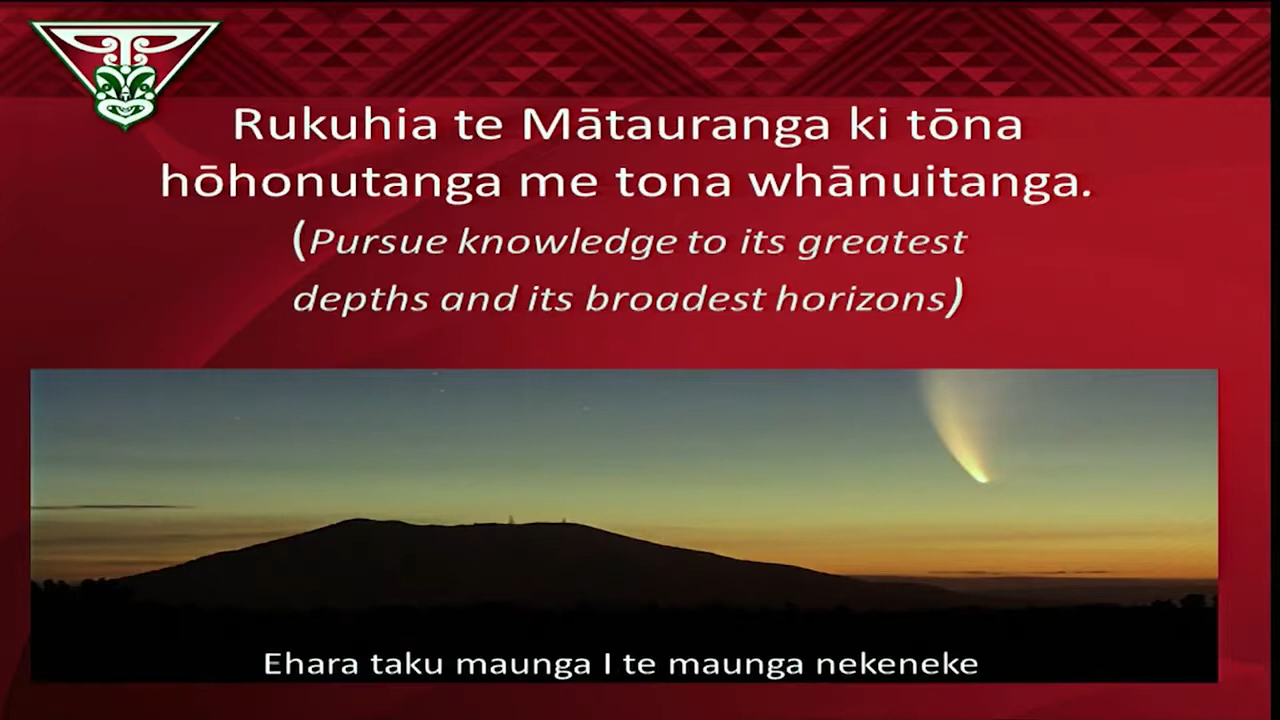 Rukuhia te Mātauranga ki tōna
hōhonutanga me tona whānuitanga.
(Pursue knowledge to its greatest
depths and its broadest horizons)
Ehara taku maunga I te maunga nekeneke